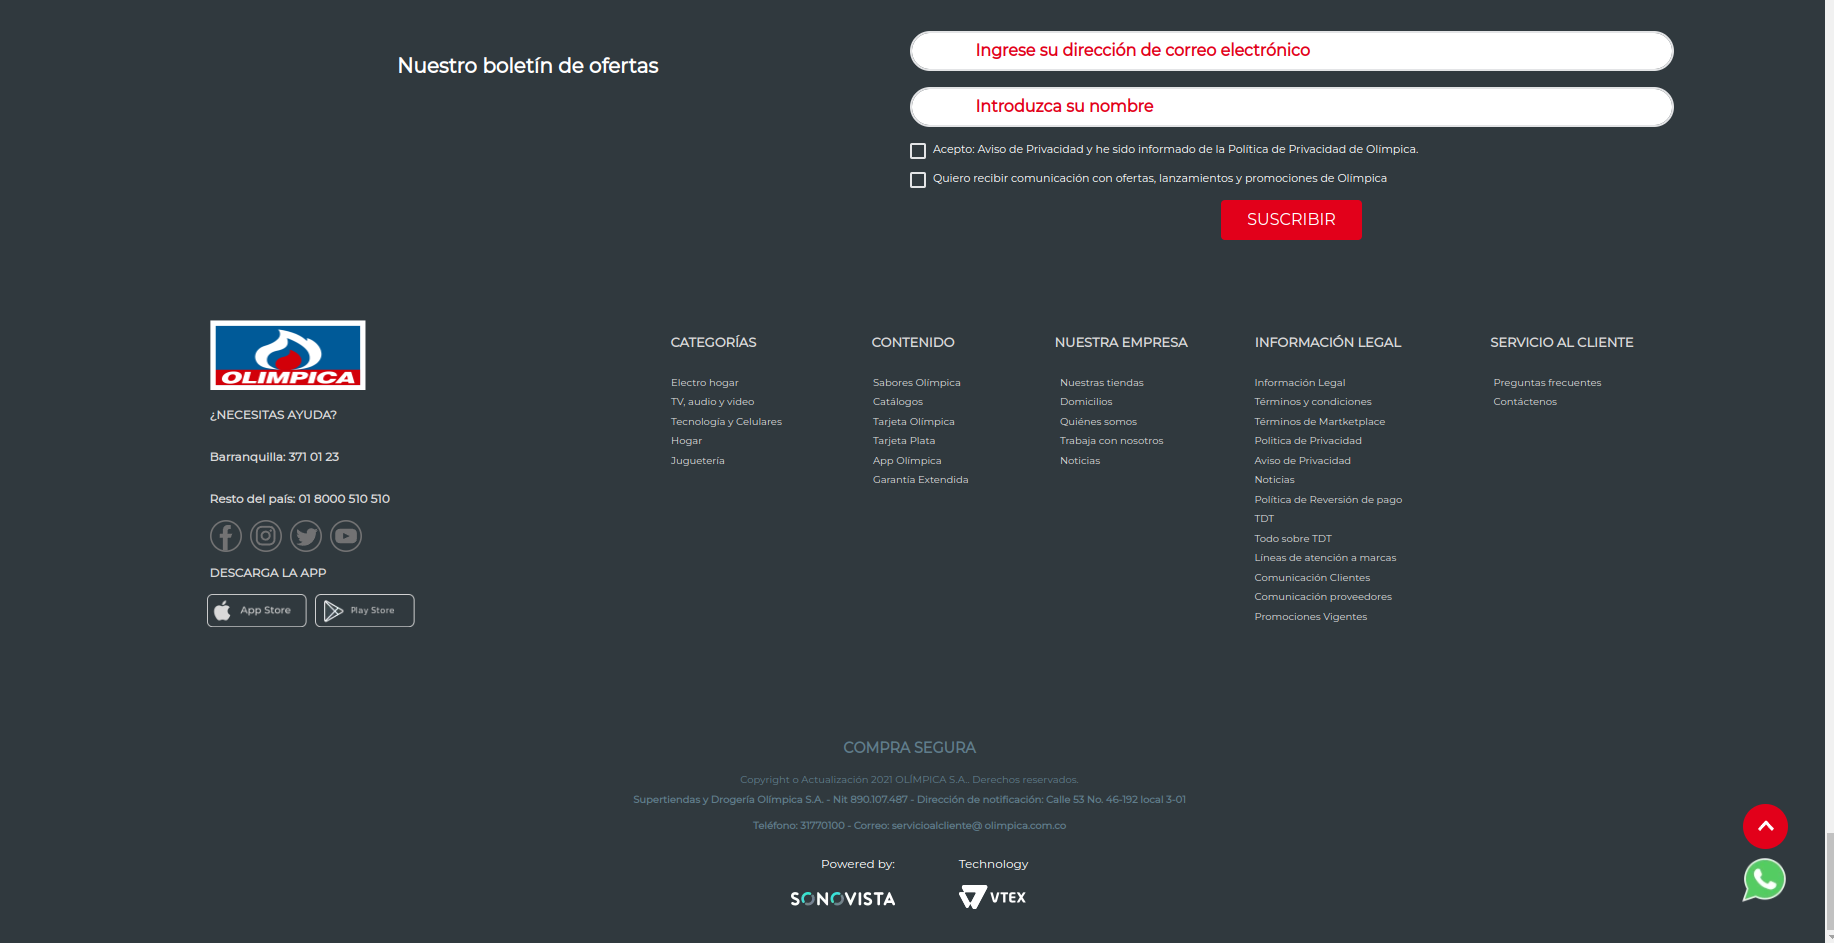 Nuestro boletín de ofertas
Ingrese su dirección de correo electrónico
Introduzca su nombre
Acepto: Aviso de Privacidad y he sido informado de la Política de Privacidad de Olímpica.
Quiero recibir comunicación con ofertas, lanzamientos y promociones de Olímpica
SUSCRIBIR
OLIMPICA
¿NECESITAS AYUDA?
Barranquilla: 371 01 23
Resto del país: 01 8000 510 510
DESCARGA LA APP
App Store
Play Store
CATEGORÍAS
Electro hogar
TV, audio y video
Tecnología y Celulares
Hogar
Juguetería
CONTENIDO
Sabores Olímpica
Catálogos
Tarjeta Olímpica
Tarjeta Plata
App Olímpica
Garantía Extendida
NUESTRA EMPRESA
Nuestras tiendas
Domicilios
Quiénes somos
Trabaja con nosotros
Noticias
INFORMACIÓN LEGAL
Información Legal
Términos y condiciones
Términos de Martketplace
Politica de Privacidad
Aviso de Privacidad
Noticias
Política de Reversión de pago
TDT
Todo sobre TDT
Líneas de atención a marcas
Comunicación Clientes
Comunicación proveedores
Promociones Vigentes
SERVICIO AL CLIENTE
Preguntas frecuentes
Contáctenos
COMPRA SEGURA
Copyright o Actualización 2021 OLÍMPICA S.A.. Derechos reservados.
Supertiendas y Drogería Olímpica S.A. - Nit 890.107.487 - Dirección de notificación: Calle 53 No. 46-192 local 3-01
Teléfono: 31770100 - Correo: servicioalcliente@ olimpica.com.co
Powered by:
SONOVISTA
Technology
VTEX